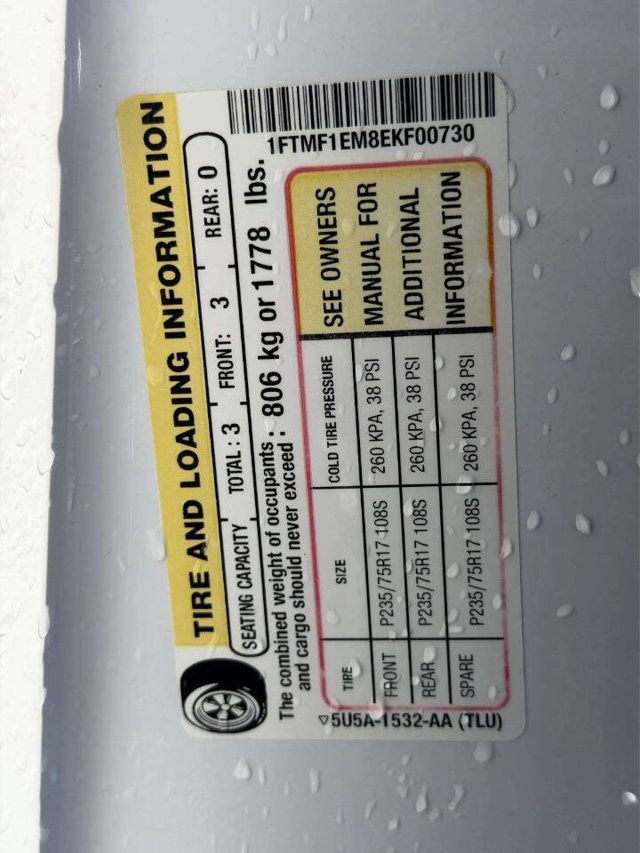 TIRE AND LOADING INFORMATION
SEATING CAPACITY TOTAL : 3 FRONT: 3 REAR: 0
The combined weight of occupants : 806 kg or 1778 lbs.
and cargo should never exceed
TIRE SIZE COLD TIRE PRESSURE
FRONT P235/75R17 108S 260 KPA, 38 PSI
REAR P235/75R17 108S 260 KPA, 38 PSI
SPARE P235/75R17 108S 260 KPA, 38 PSI
SEE OWNERS
MANUAL FOR
ADDITIONAL
INFORMATION
▽5U5A-1532-AA (TLU)
1FTMF1EM8EKF00730